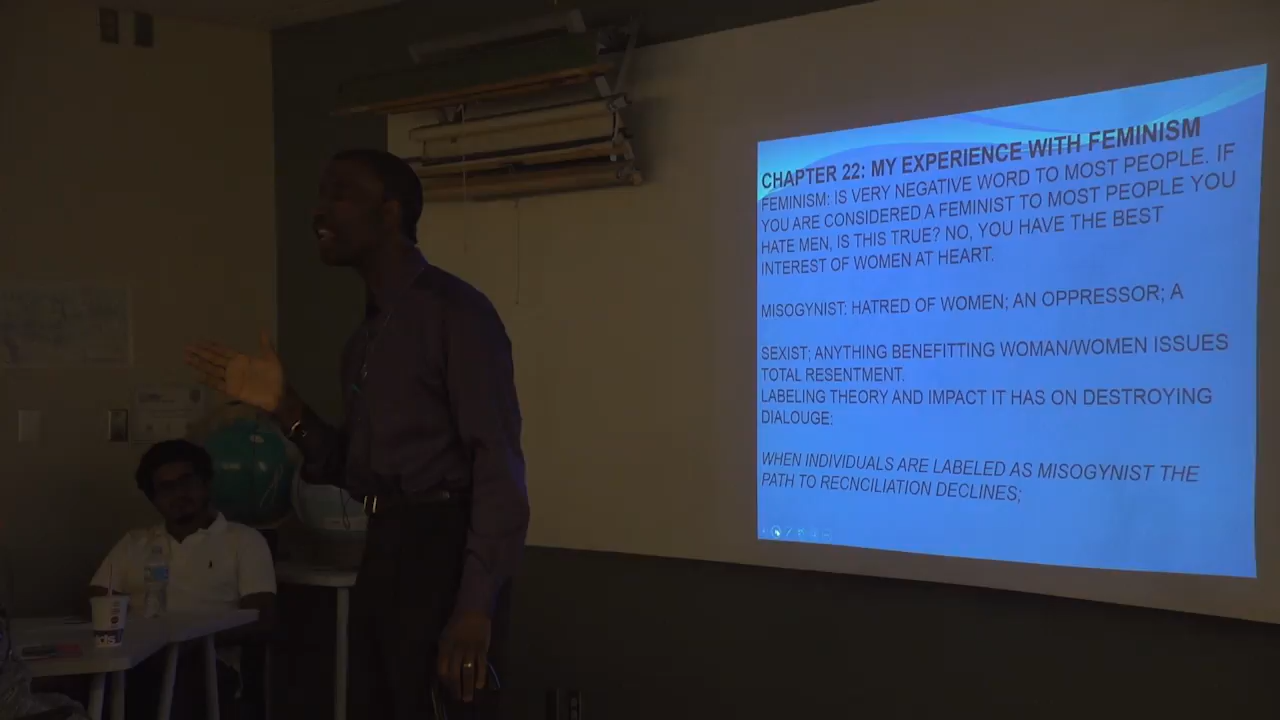 CHAPTER 22: MY EXPERIENCE WITH FEMINISM
FEMINISM: IS VERY NEGATIVE WORD TO MOST PEOPLE. IF
YOU ARE CONSIDERED A FEMINIST TO MOST PEOPLE YOU
HATE MEN, IS THIS TRUE? NO, YOU HAVE THE BEST
INTEREST OF WOMEN AT HEART.
MISOGYNIST: HATRED OF WOMEN; AN OPPRESSOR; A
SEXIST; ANYTHING BENEFITTING WOMAN/WOMEN ISSUES
TOTAL RESENTMENT.
LABELING THEORY AND IMPACT IT HAS ON DESTROYING
DIALOUGE:
WHEN INDIVIDUALS ARE LABELED AS MISOGYNIST THE
PATH TO RECNCILIATION DECLINES;